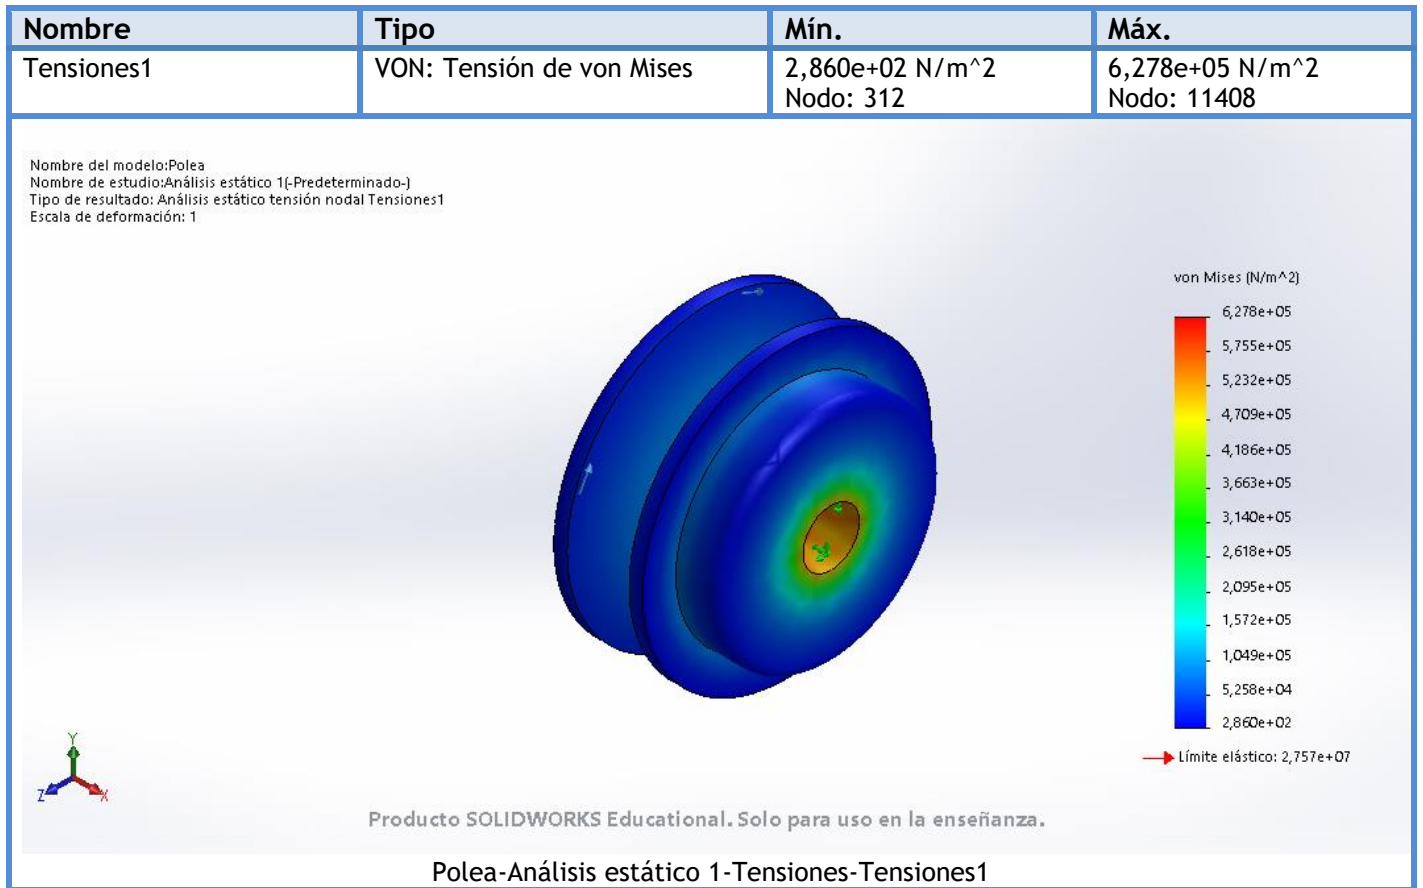 Nombre Tipo Mín. Máx.
Tensiones1 VON: Tensión de von Mises 2,860e+02 N/m^2 6,278e+05 N/m^2
Nodo: 312 Nodo: 11408
Nombre del modelo:Polea
Nombre de estudio:Análisis estático 1(-Predeterminado-)
Tipo de resultado: Análisis estático tensión nodal Tensiones1
Escala de deformación: 1
von Mises (N/m^2)
6,278e+05
5,755e+05
5,232e+05
4,709e+05
4,186e+05
3,663e+05
3,140e+05
2,618e+05
2,095e+05
1,572e+05
1,049e+05
5,258e+04
2,860e+02
Límite elástico: 2,757e+07
Y
Z X
Producto SOLIDWORKS Educational. Solo para uso en la enseñanza.
Polea-Análisis estático 1-Tensiones-Tensiones1